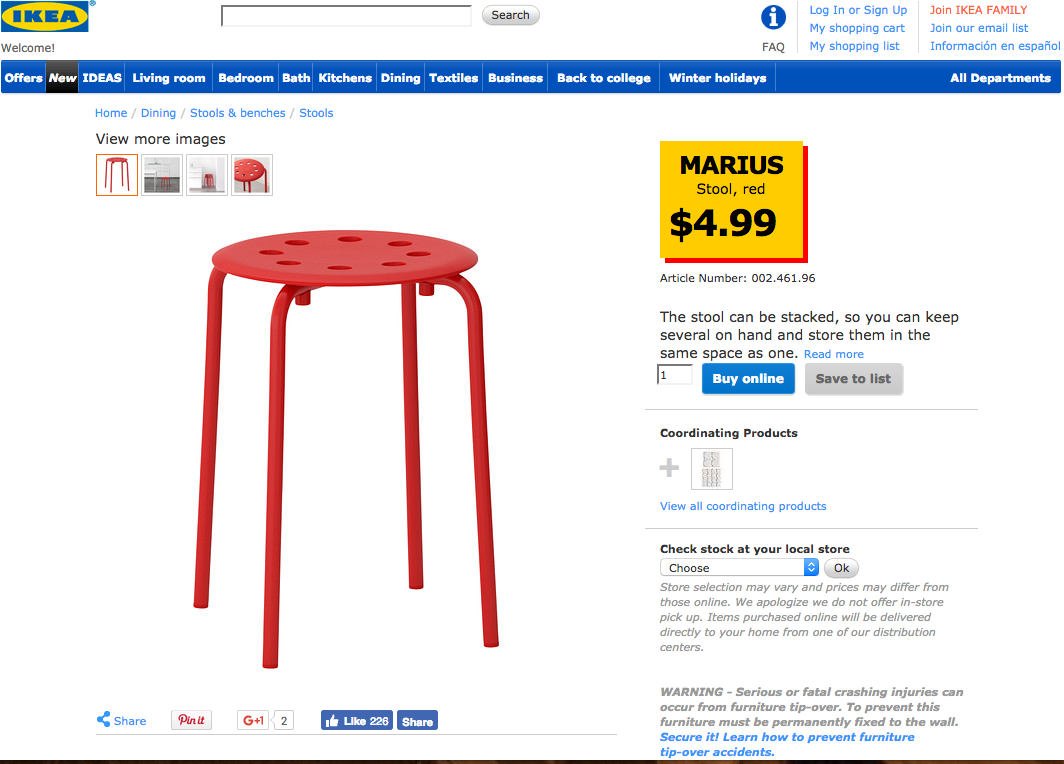 IKEA
®
Search
FAQ
Log In or Sign Up
My shopping cart
My shopping list
Join IKEA FAMILY
Join our email list
Información en español
Welcome!
Offers New IDEAS Living room Bedroom Bath Kitchens Dining Textiles Business Back to college Winter holidays All Departments
Home / Dining / Stools & benches / Stools
View more images
MARIUS
Stool, red
$4.99
Article Number: 002.461.96
The stool can be stacked, so you can keep
several on hand and store them in the
same space as one. Read more
1 Buy online Save to list
Coordinating Products
View all coordinating products
Check stock at your local store
Choose Ok
Store selection may vary and prices may differ from
those online. We apologize we do not offer in-store
pick up. Items purchased online will be delivered
directly to your home from one of our distribution
centers.
WARNING - Serious or fatal crashing injuries can
occur from furniture tip-over. To prevent this
furniture must be permanently fixed to the wall.
Secure it! Learn how to prevent furniture
tip-over accidents.
Share Pin it G+1 2 Like 226 Share